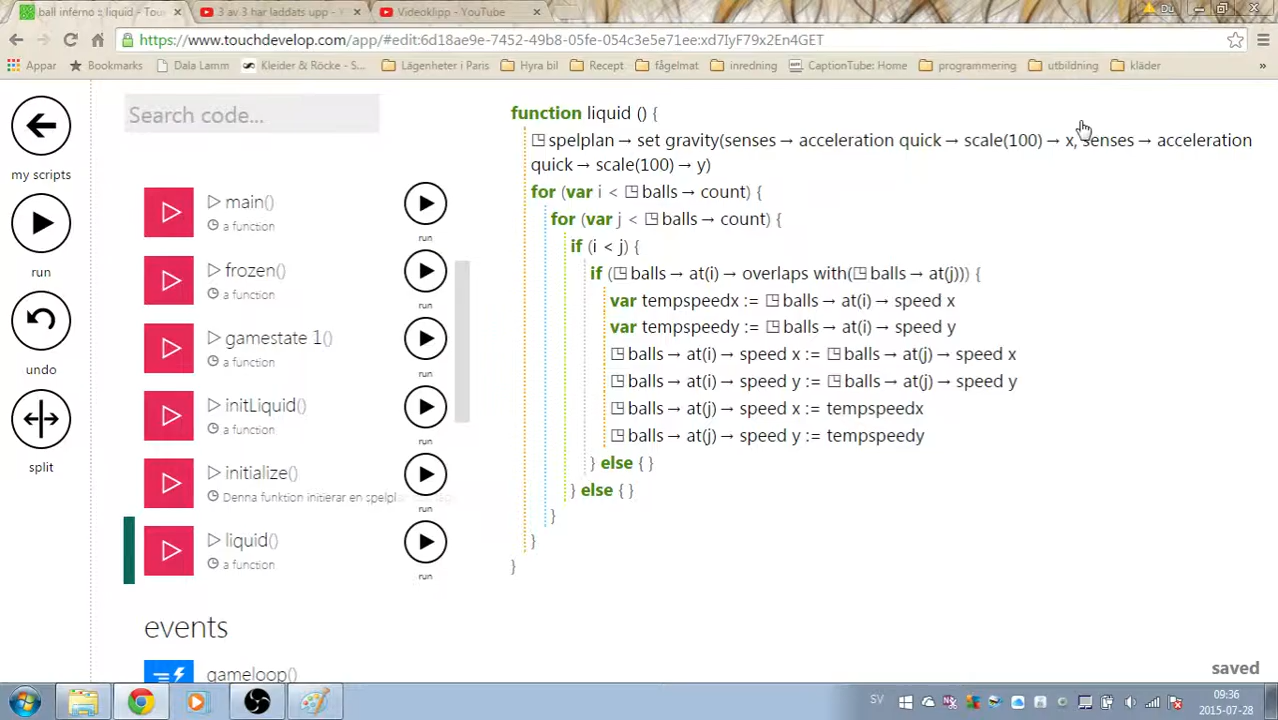 ball inferno :: liquid - Tou
3 av 3 har laddats upp - Y
Videoklipp - YouTube
Du
https://www.touchdevelop.com/app/#edit:6d18ae9e-7452-49b8-05fe-054c3e5e71ee:xd7IyF79x2En4GET
Appar Bookmarks Dala Lamm Kleider & Röcke - S... Lägenheter i Paris Hyra bil Recept fågelmat inredning CaptionTube: Home programmering utbildning kläder »
my scripts
run
undo
split
Search code...
main()
a function
run
frozen()
a function
run
gamestate 1()
a function
run
initLiquid()
a function
run
initialize()
Denna funktion initierar en spelplan
run
liquid()
a function
run
events
gameloop()
function liquid () {
spelplan → set gravity(senses → acceleration quick → scale(100) → x, senses → acceleration
quick → scale(100) → y)
for (var i < balls → count) {
for (var j < balls → count) {
if (i < j) {
if (balls → at(i) → overlaps with(balls → at(j))) {
var tempspeedx := balls → at(i) → speed x
var tempspeedy := balls → at(i) → speed y
balls → at(i) → speed x := balls → at(j) → speed x
balls → at(i) → speed y := balls → at(j) → speed y
balls → at(j) → speed x := tempspeedx
balls → at(j) → speed y := tempspeedy
} else { }
} else { }
}
}
}
saved
SV
09:36
2015-07-28